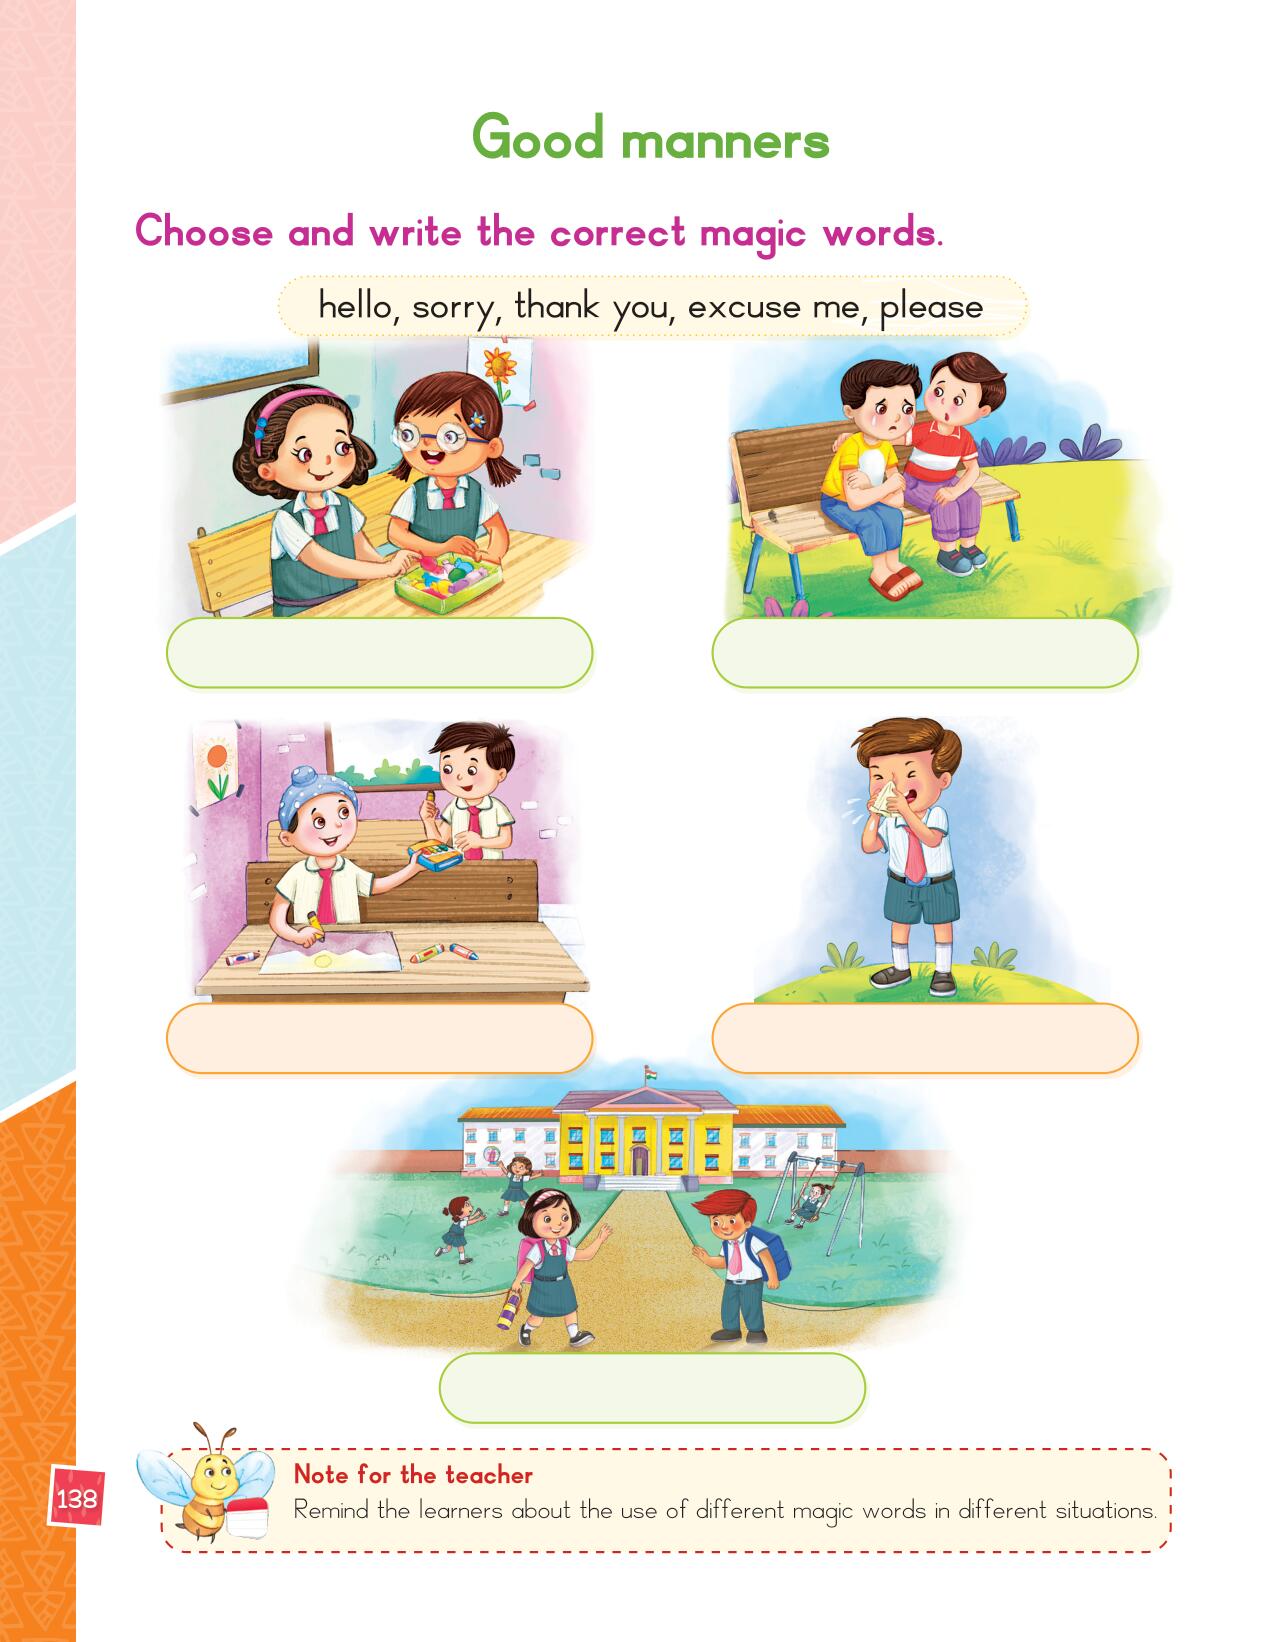 Good manners
Choose and write the correct magic words.
hello, sorry, thank you, excuse me, please
Note for the teacher
Remind the learners about the use of different magic words in different situations.
138